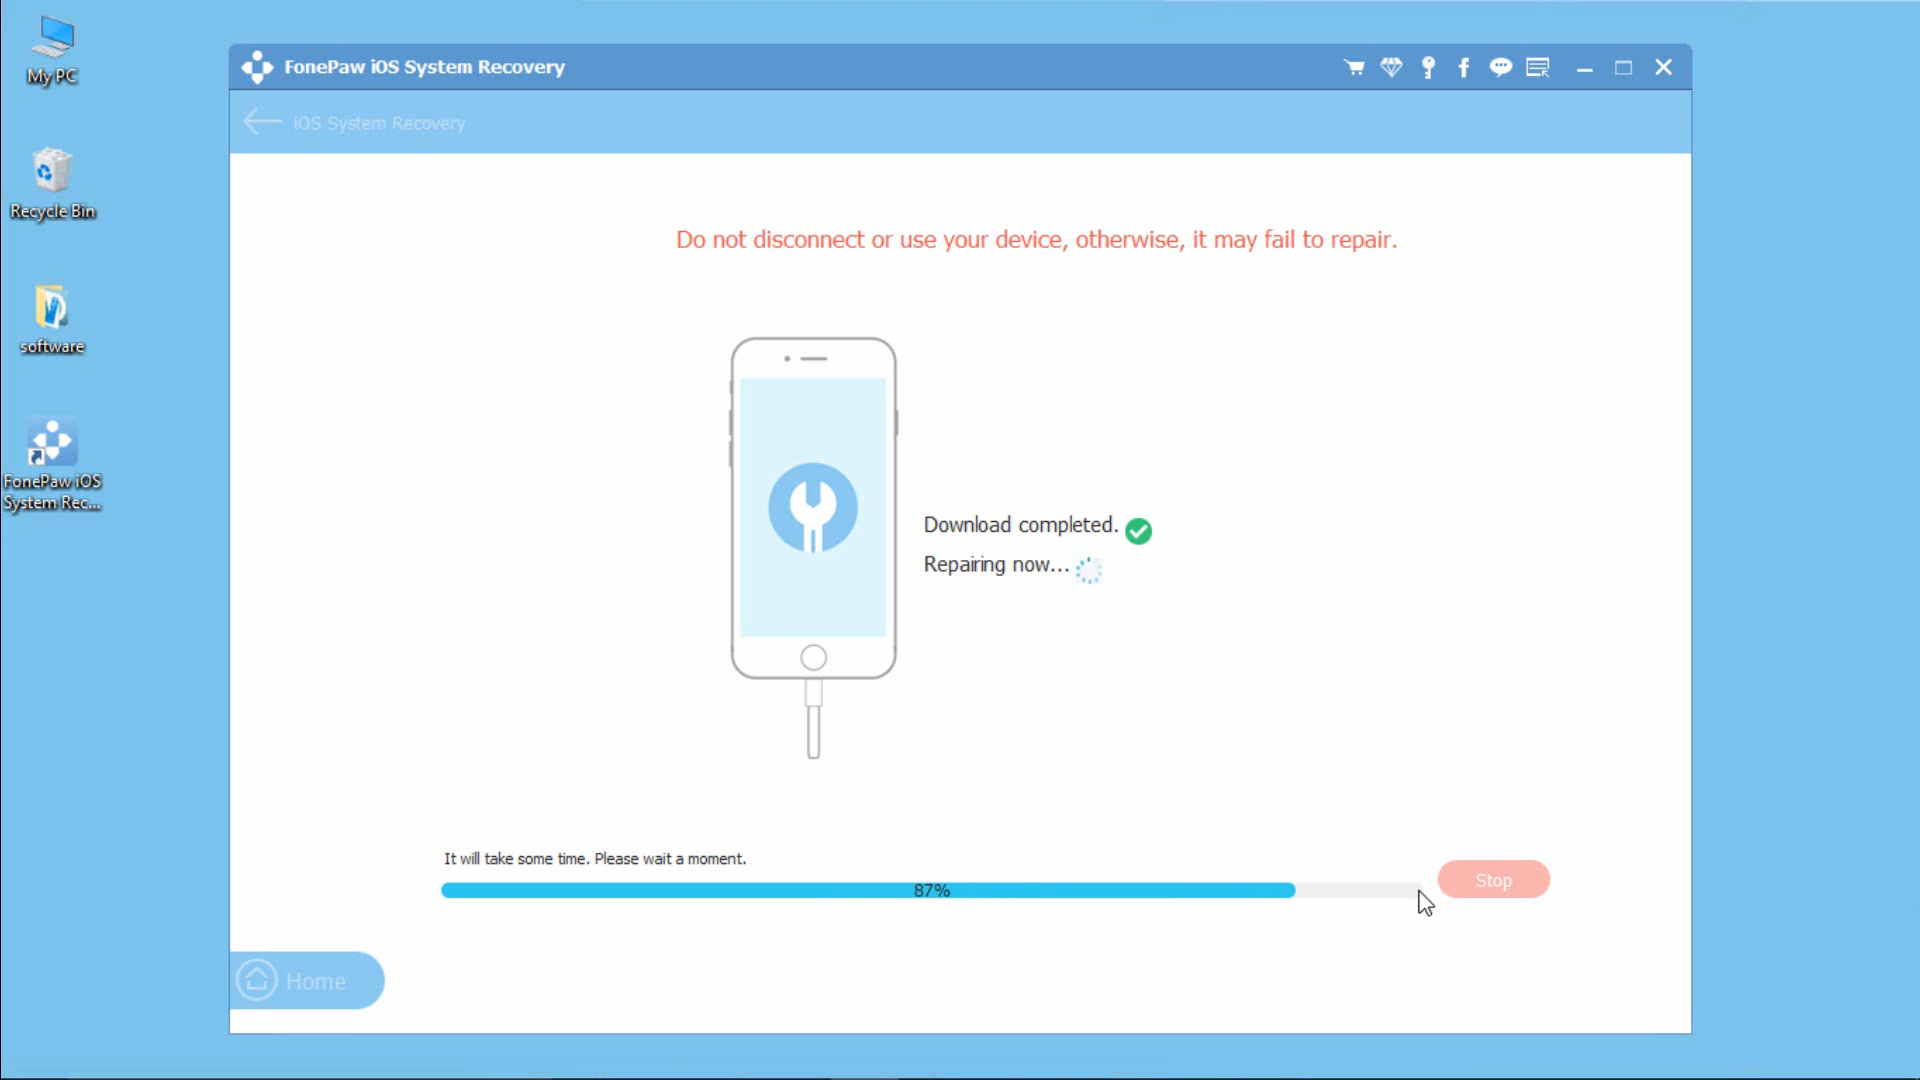 My PC
Recycle Bin
software
FonePaw iOS
System Rec...
FonePaw iOS System Recovery
iOS System Recovery
Do not disconnect or use your device, otherwise, it may fail to repair.
Download completed.
Repairing now...
It will take some time. Please wait a moment.
87%
Stop
Home